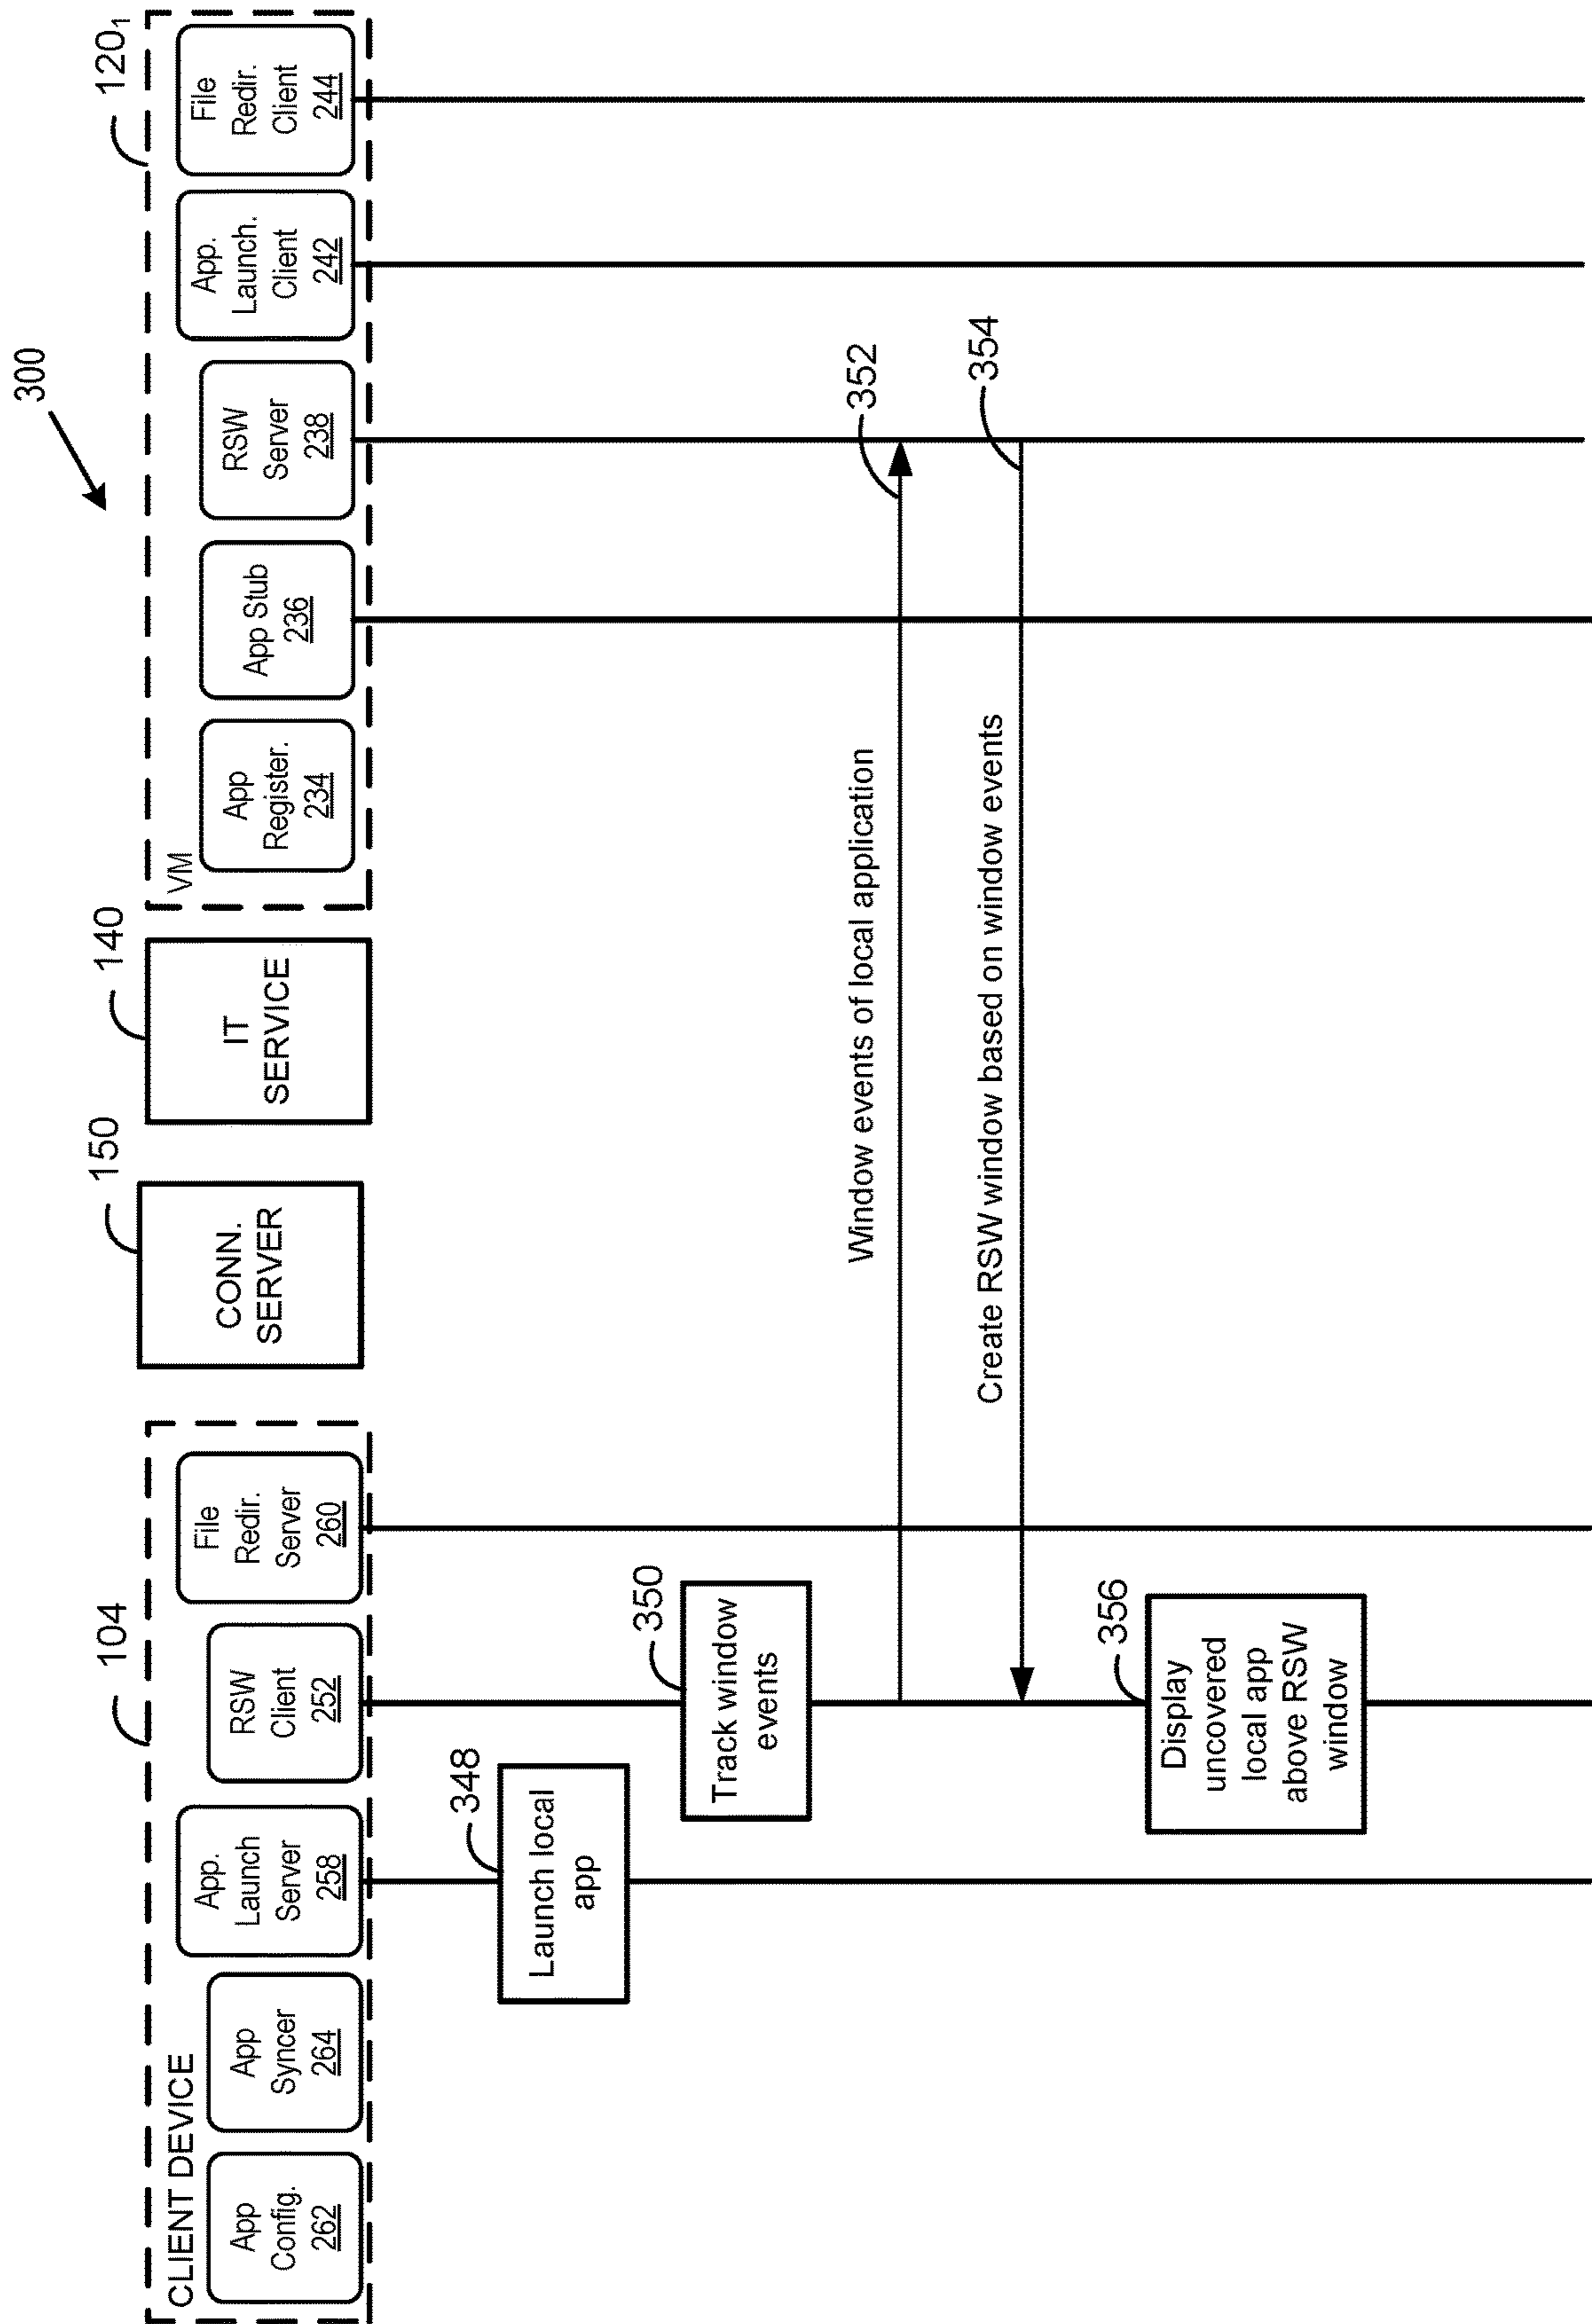 300
104
150
140
120₁
CLIENT DEVICE
App
Config.
262
App
Syncer
264
App.
Launch
Server
258
RSW
Client
252
File
Redir.
Server
260
CONN.
SERVER
IT
SERVICE
VM
App
Register.
234
App Stub
236
RSW
Server
238
App.
Launch.
Client
242
File
Redir.
Client
244
348
Launch local
app
350
Track window
events
Window events of local application
352
Create RSW window based on window events
354
356
Display
uncovered
local app
above RSW
window